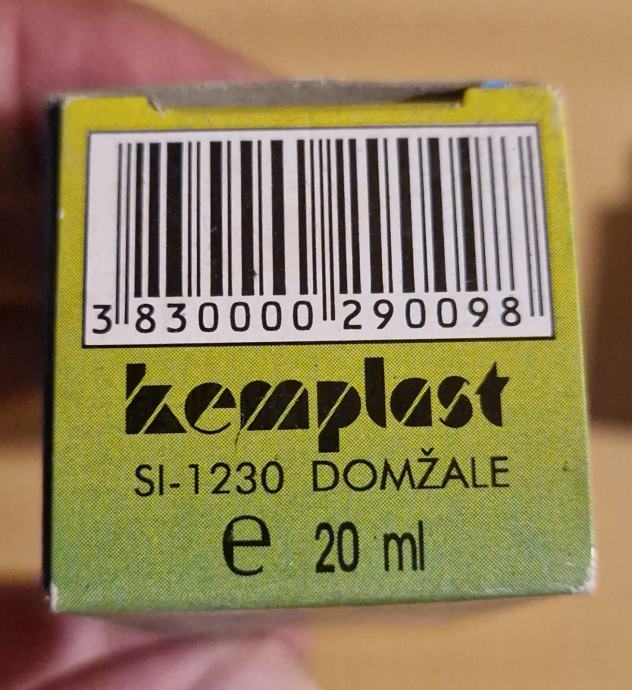 3 830000 290098
kemplast
SI-1230 DOMŽALE
e 20 ml